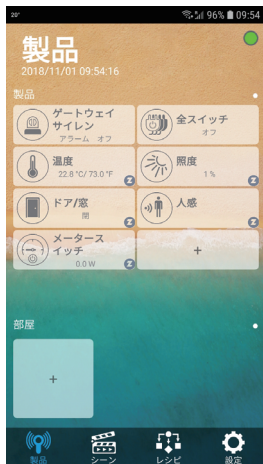 20°
96% 09:54
製品
2018/11/01 09:54:16
製品
ゲートウェイ
サイレン
アラーム オフ
全スイッチ
オフ
温度
22.8 °C/ 73.0 °F
照度
1 %
ドア/窓
閉
人感
メータース
イッチ
0.0 W
+
部屋
+
製品 シーン レシピ 設定